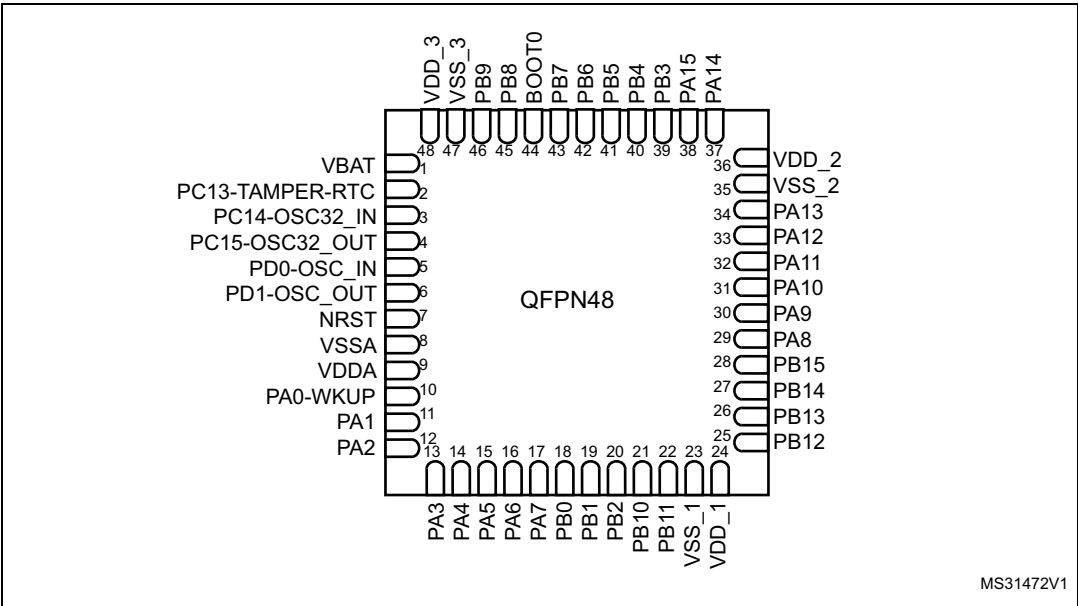 VDD_3
VSS_3
PB9
PB8
BOOT0
PB7
PB6
PB5
PB4
PB3
PA15
PA14
48 47 46 45 44 43 42 41 40 39 38 37
VBAT 1
PC13-TAMPER-RTC 2
PC14-OSC32_IN 3
PC15-OSC32_OUT 4
PD0-OSC_IN 5
PD1-OSC_OUT 6
NRST 7
VSSA 8
VDDA 9
PA0-WKUP 10
PA1 11
PA2 12
QFPN48
36 VDD_2
35 VSS_2
34 PA13
33 PA12
32 PA11
31 PA10
30 PA9
29 PA8
28 PB15
27 PB14
26 PB13
25 PB12
13 14 15 16 17 18 19 20 21 22 23 24
PA3
PA4
PA5
PA6
PA7
PB0
PB1
PB2
PB10
PB11
VSS_1
VDD_1
MS31472V1